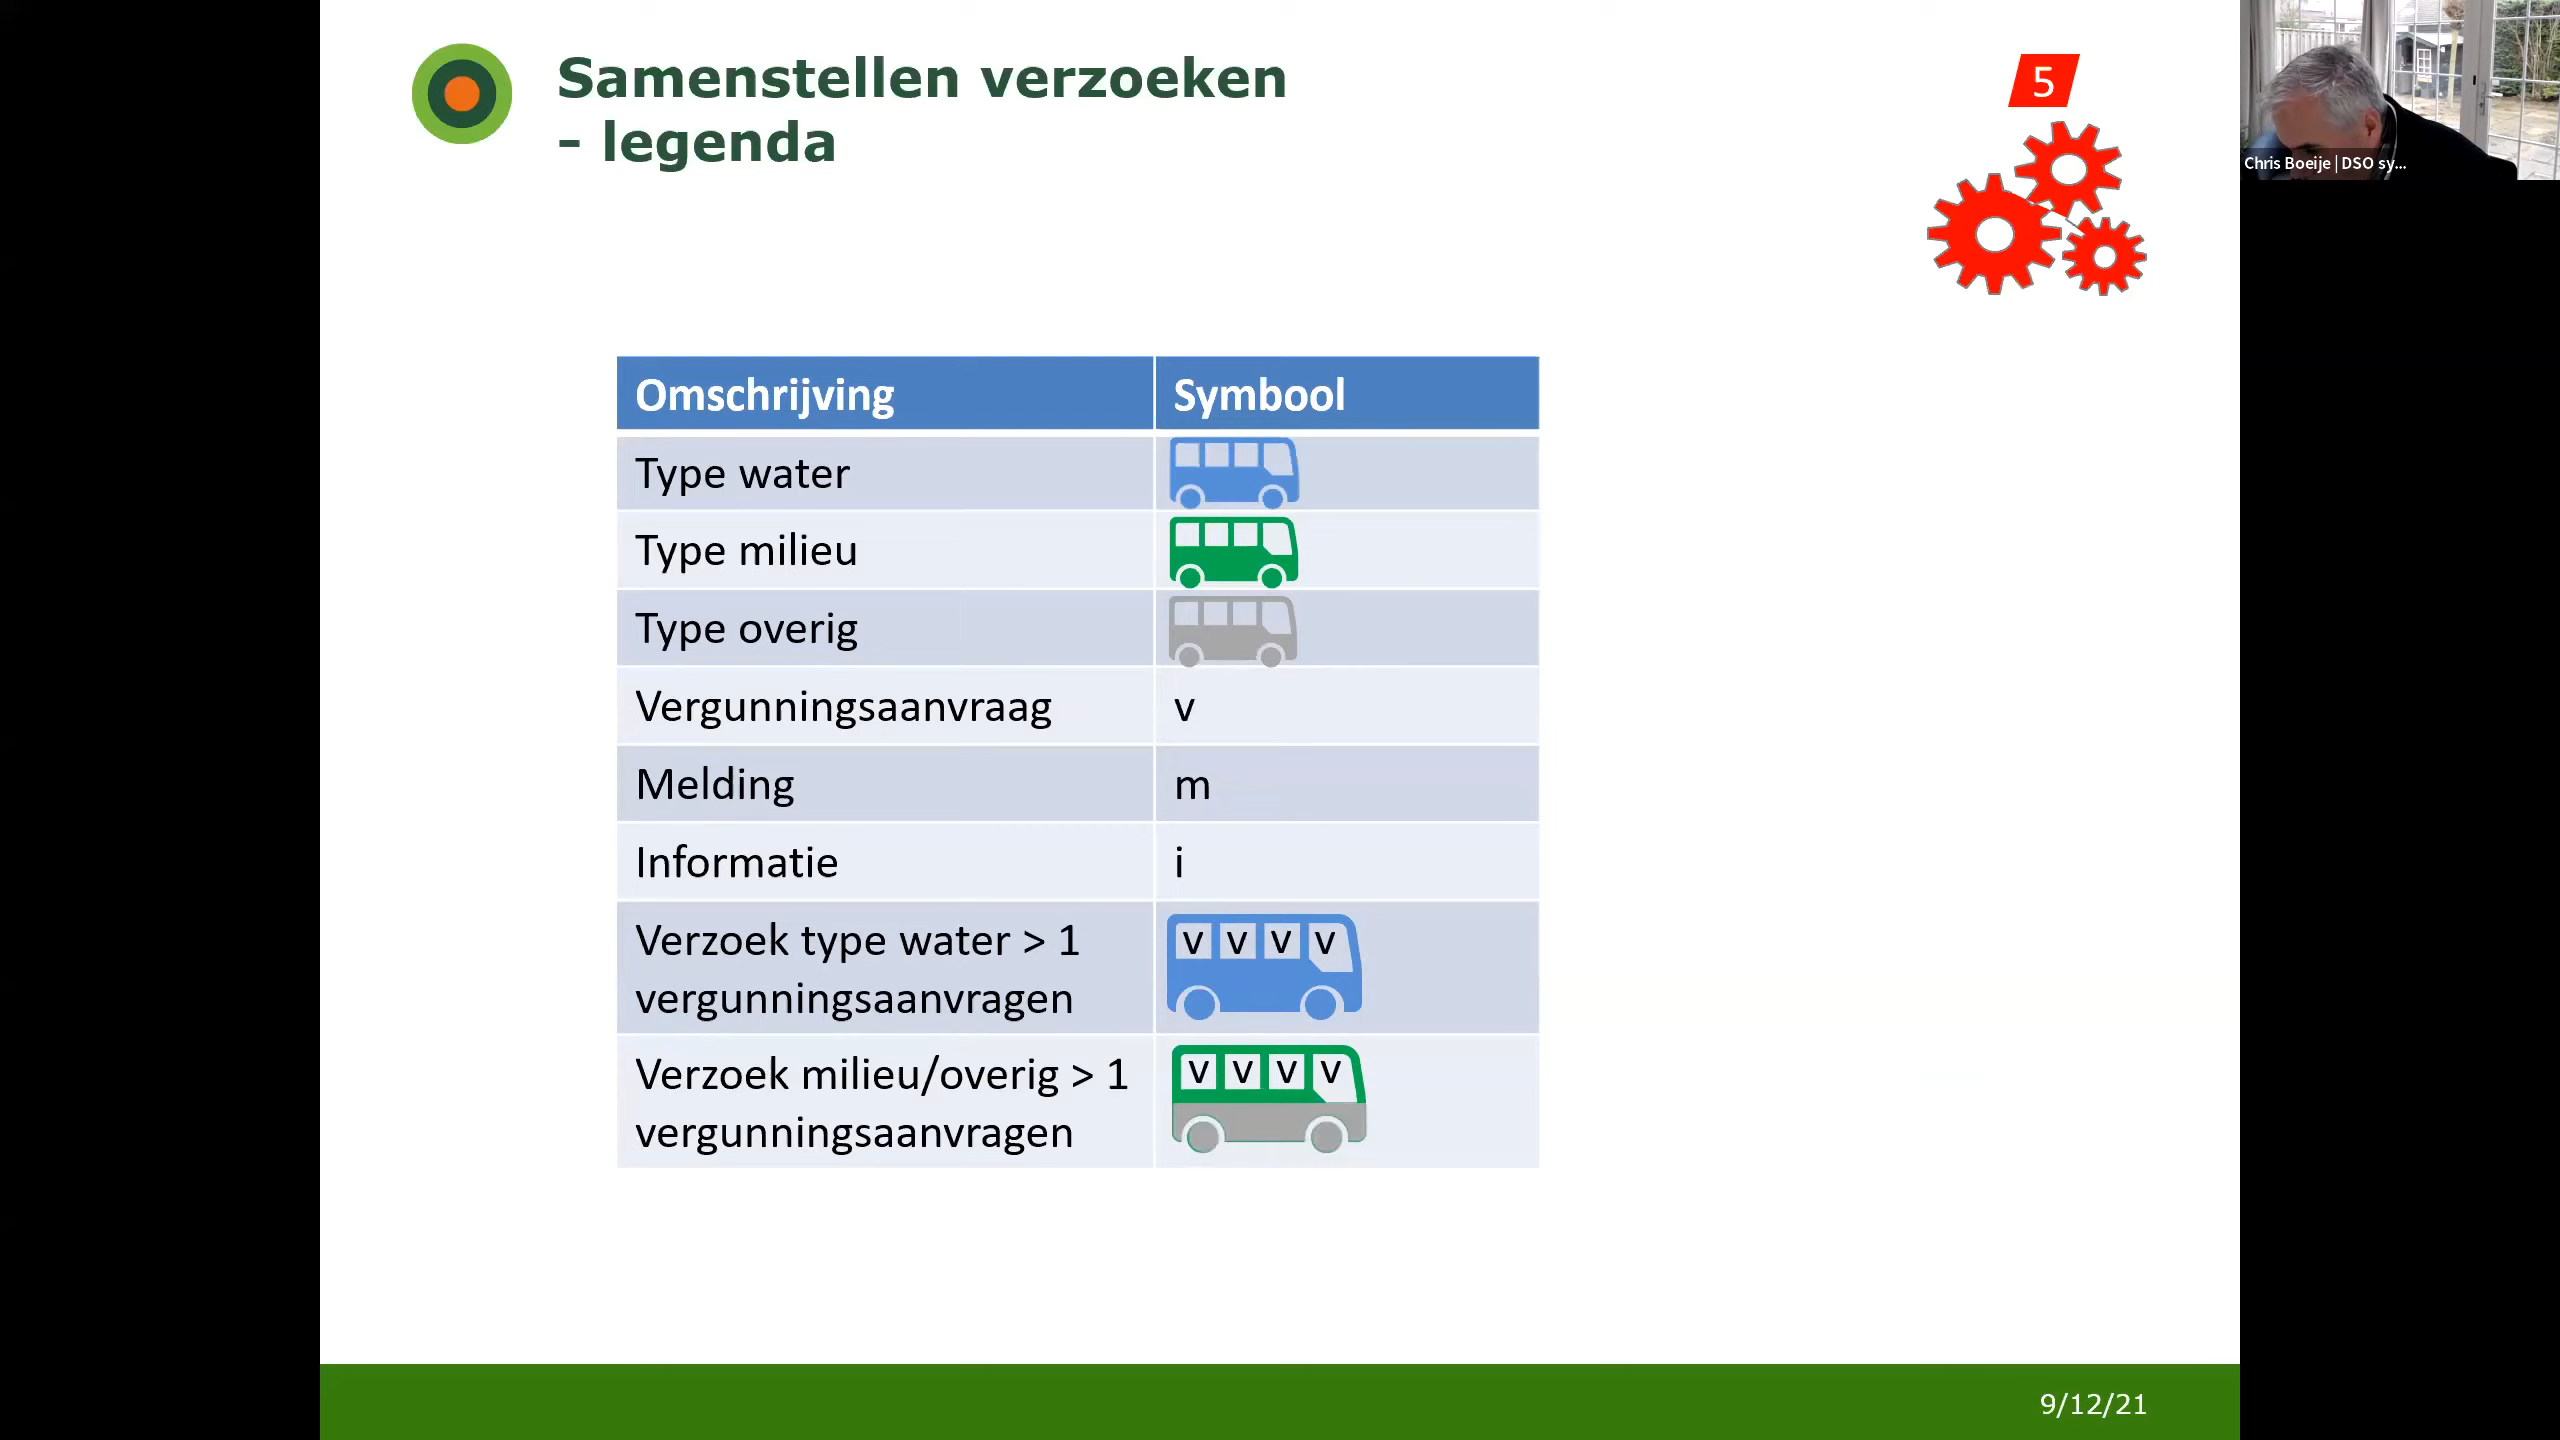 Samenstellen verzoeken
- legenda
5
Chris Boeije | DSO sy...
Omschrijving Symbool
Type water
Type milieu
Type overig
Vergunningsaanvraag v
Melding m
Informatie i
Verzoek type water > 1
vergunningsaanvragen
v v v v
Verzoek milieu/overig > 1
vergunningsaanvragen
v v v v
9/12/21